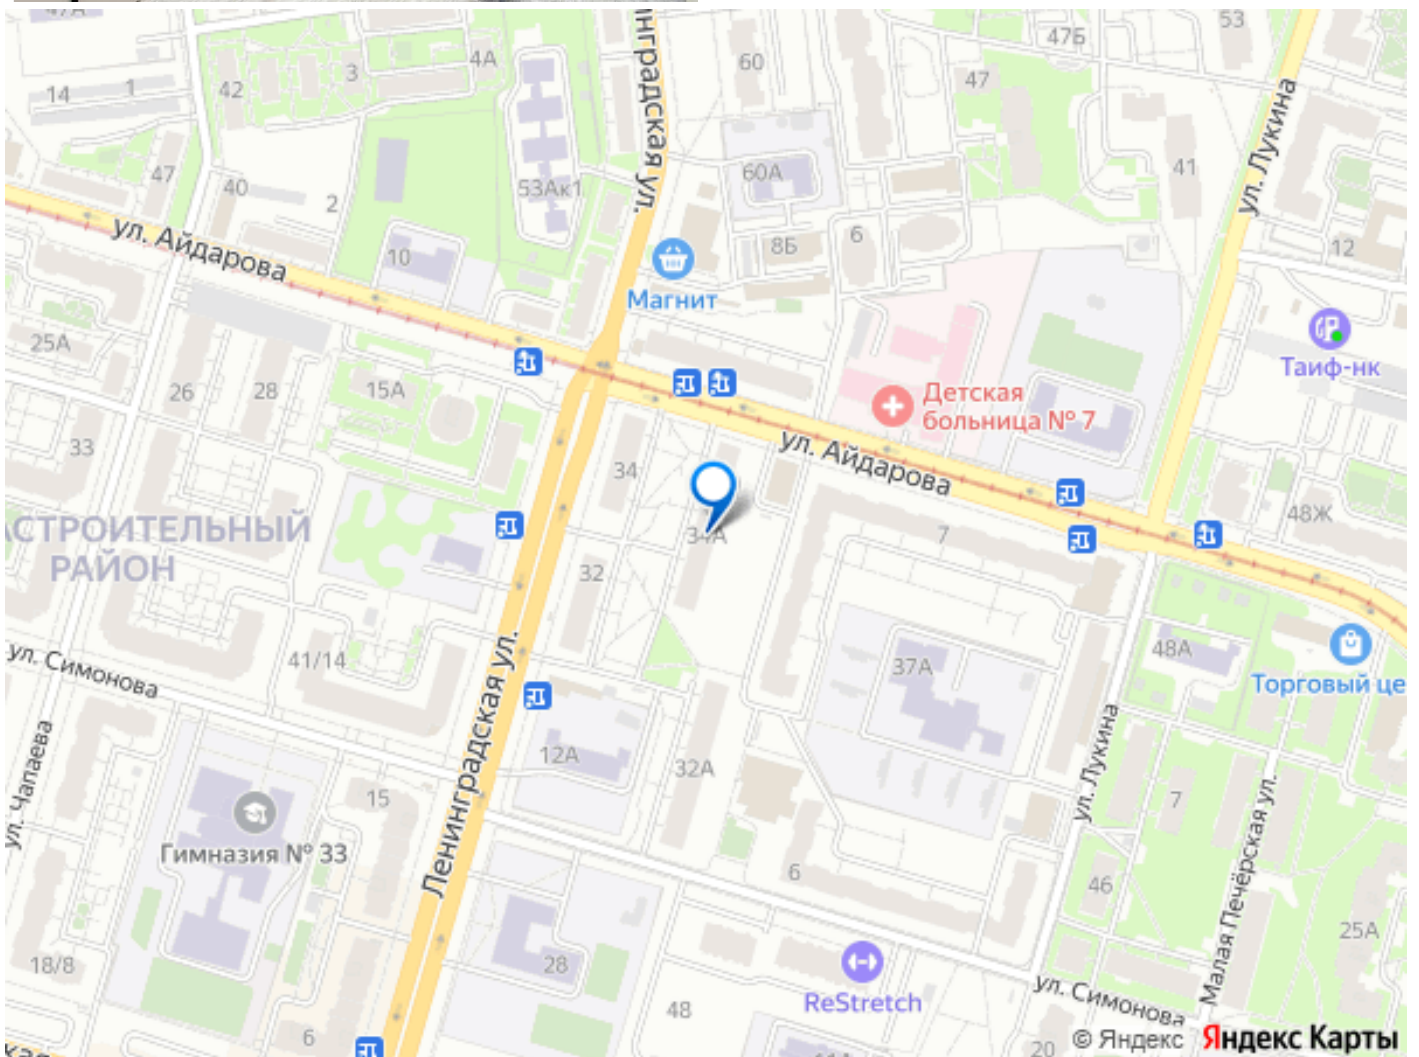 47А
53
60
47Б
4А
3
42
14
1
47
нградская ул.
ул. Лукина
41
47
40
2
53Ак1
60А
ул. Айдарова
10
8Б
6
12
Магнит
25А
Таиф-нк
26
28
15А
Детская
больница № 7
33
34
ул. Айдарова
34А
7
48Ж
СТРОИТЕЛЬНЫЙ
РАЙОН
32
ул. Симонова
41/14
37А
48А
Торговый це
Ленинградская ул.
12А
32А
ул. Лукина
7
Малая Печёрская ул.
ул. Чапаева
15
Гимназия № 33
6
46
25А
18/8
28
ReStretch
48
ул. Симонова
6
20
© Яндекс
Яндекс Карты